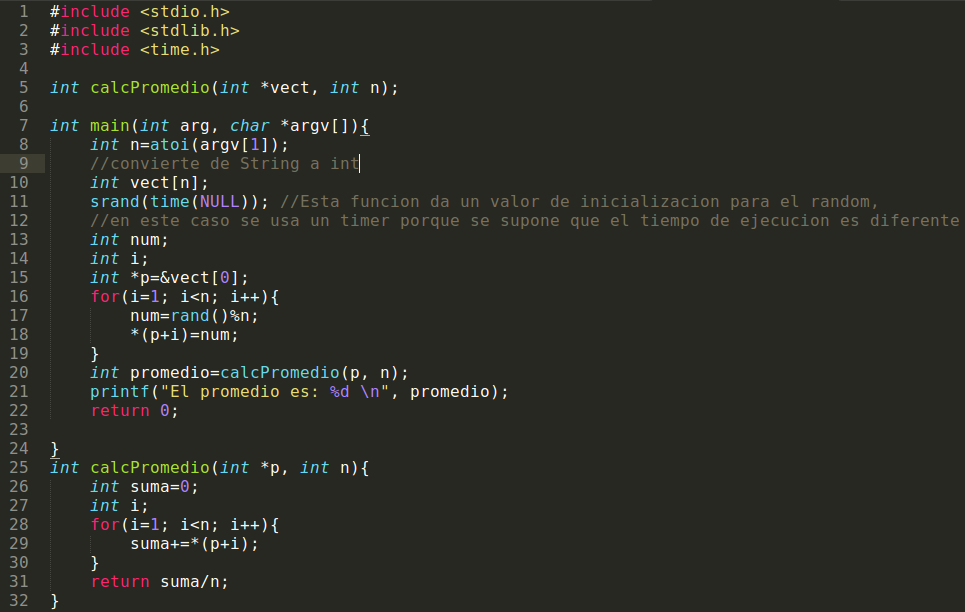 1 #include <stdio.h>
2 #include <stdlib.h>
3 #include <time.h>
4
5 int calcPromedio(int *vect, int n);
6
7 int main(int arg, char *argv[]){
8     int n=atoi(argv[1]);
9     //convierte de String a int
10     int vect[n];
11     srand(time(NULL)); //Esta funcion da un valor de inicializacion para el random,
12     //en este caso se usa un timer porque se supone que el tiempo de ejecucion es diferente
13     int num;
14     int i;
15     int *p=&vect[0];
16     for(i=1; i<n; i++){
17         num=rand()%n;
18         *(p+i)=num;
19     }
20     int promedio=calcPromedio(p, n);
21     printf("El promedio es: %d \n", promedio);
22     return 0;
23
24 }
25 int calcPromedio(int *p, int n){
26     int suma=0;
27     int i;
28     for(i=1; i<n; i++){
29         suma+=*(p+i);
30     }
31     return suma/n;
32 }